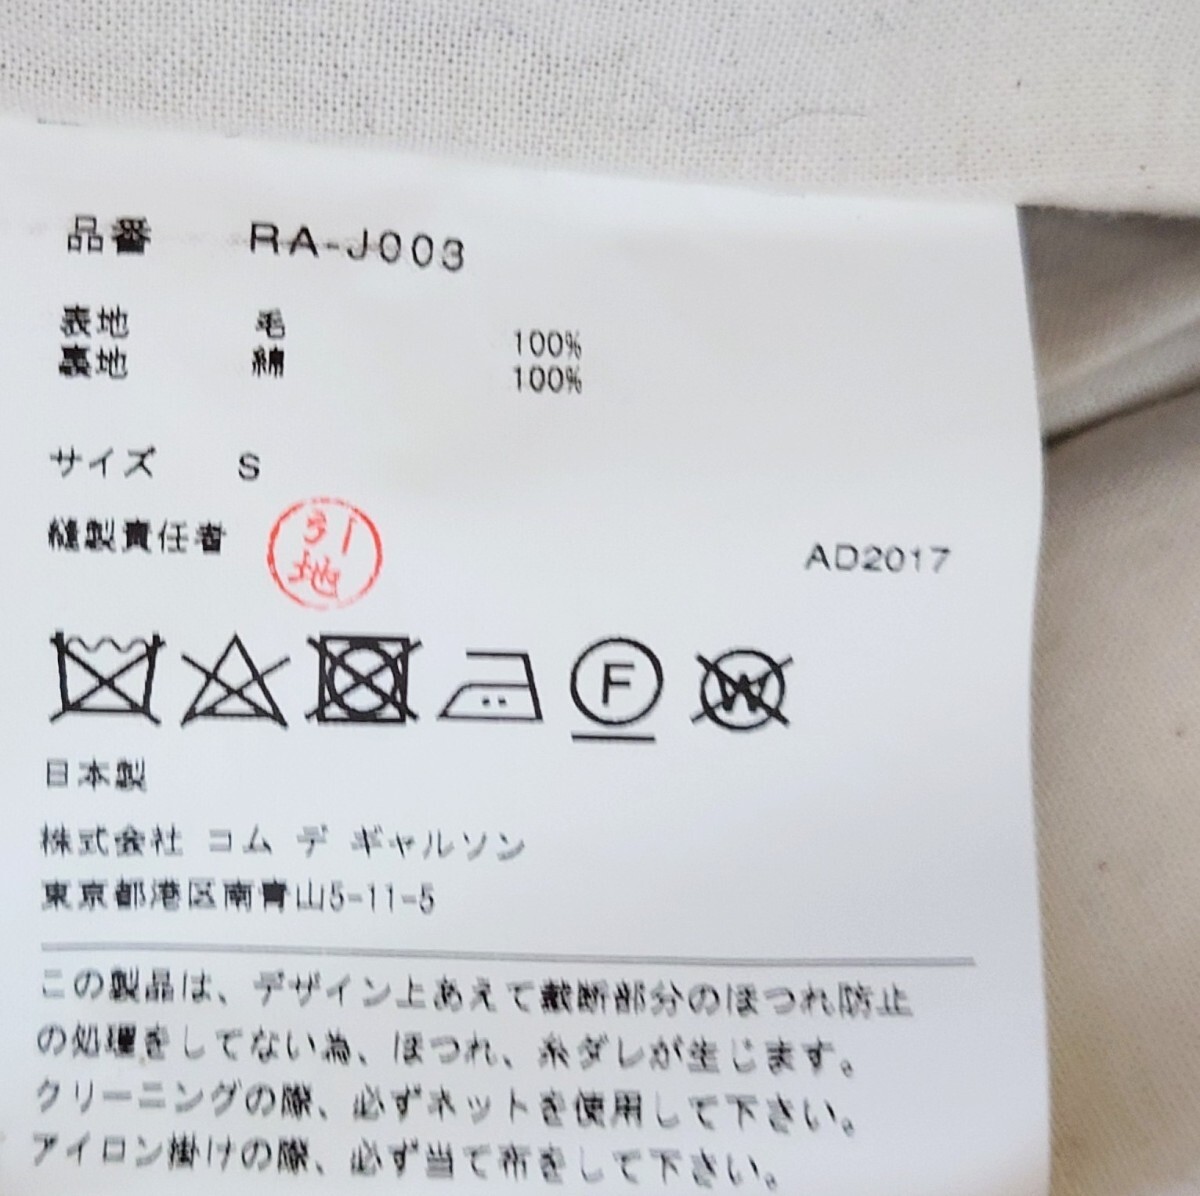 品番 RA-J003
表地 毛 100%
裏地 綿 100%
サイズ S
縫製責任者 引地
AD2017
F W
日本製
株式会社 コム デ ギャルソン
東京都港区南青山5-11-5
この製品は、デザイン上あえて裁断部分のほつれ防止
の処理をしてない為、ほつれ、糸ダレが生じます。
クリーニングの際、必ずネットを使用して下さい。
アイロン掛けの際、必ず当て布をして下さい。